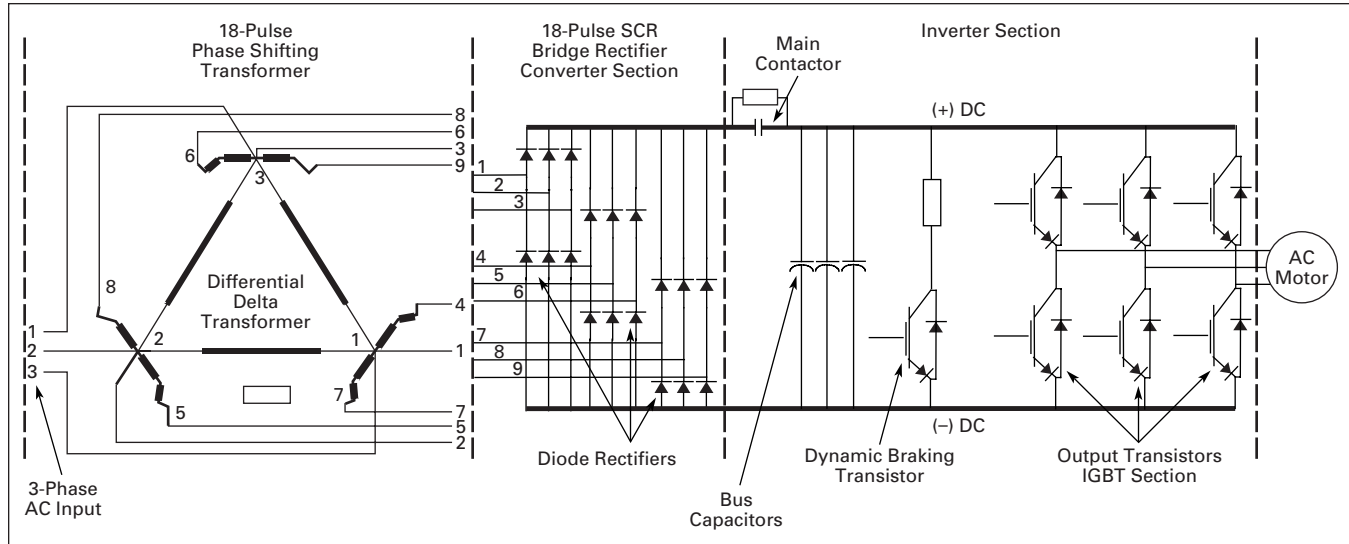 18-Pulse
Phase Shifting
Transformer
18-Pulse SCR
Bridge Rectifier
Converter Section
Main
Contactor
Inverter Section
8
6
3
9
6
3
(+) DC
1
2
3
8
Differential
Delta
Transformer
4
4
5
6
AC
Motor
1
2
3
2
1
1
7
8
9
7
5
7
5
2
(–) DC
Diode Rectifiers
Dynamic Braking
Transistor
Output Transistors
IGBT Section
3-Phase
AC Input
Bus
Capacitors